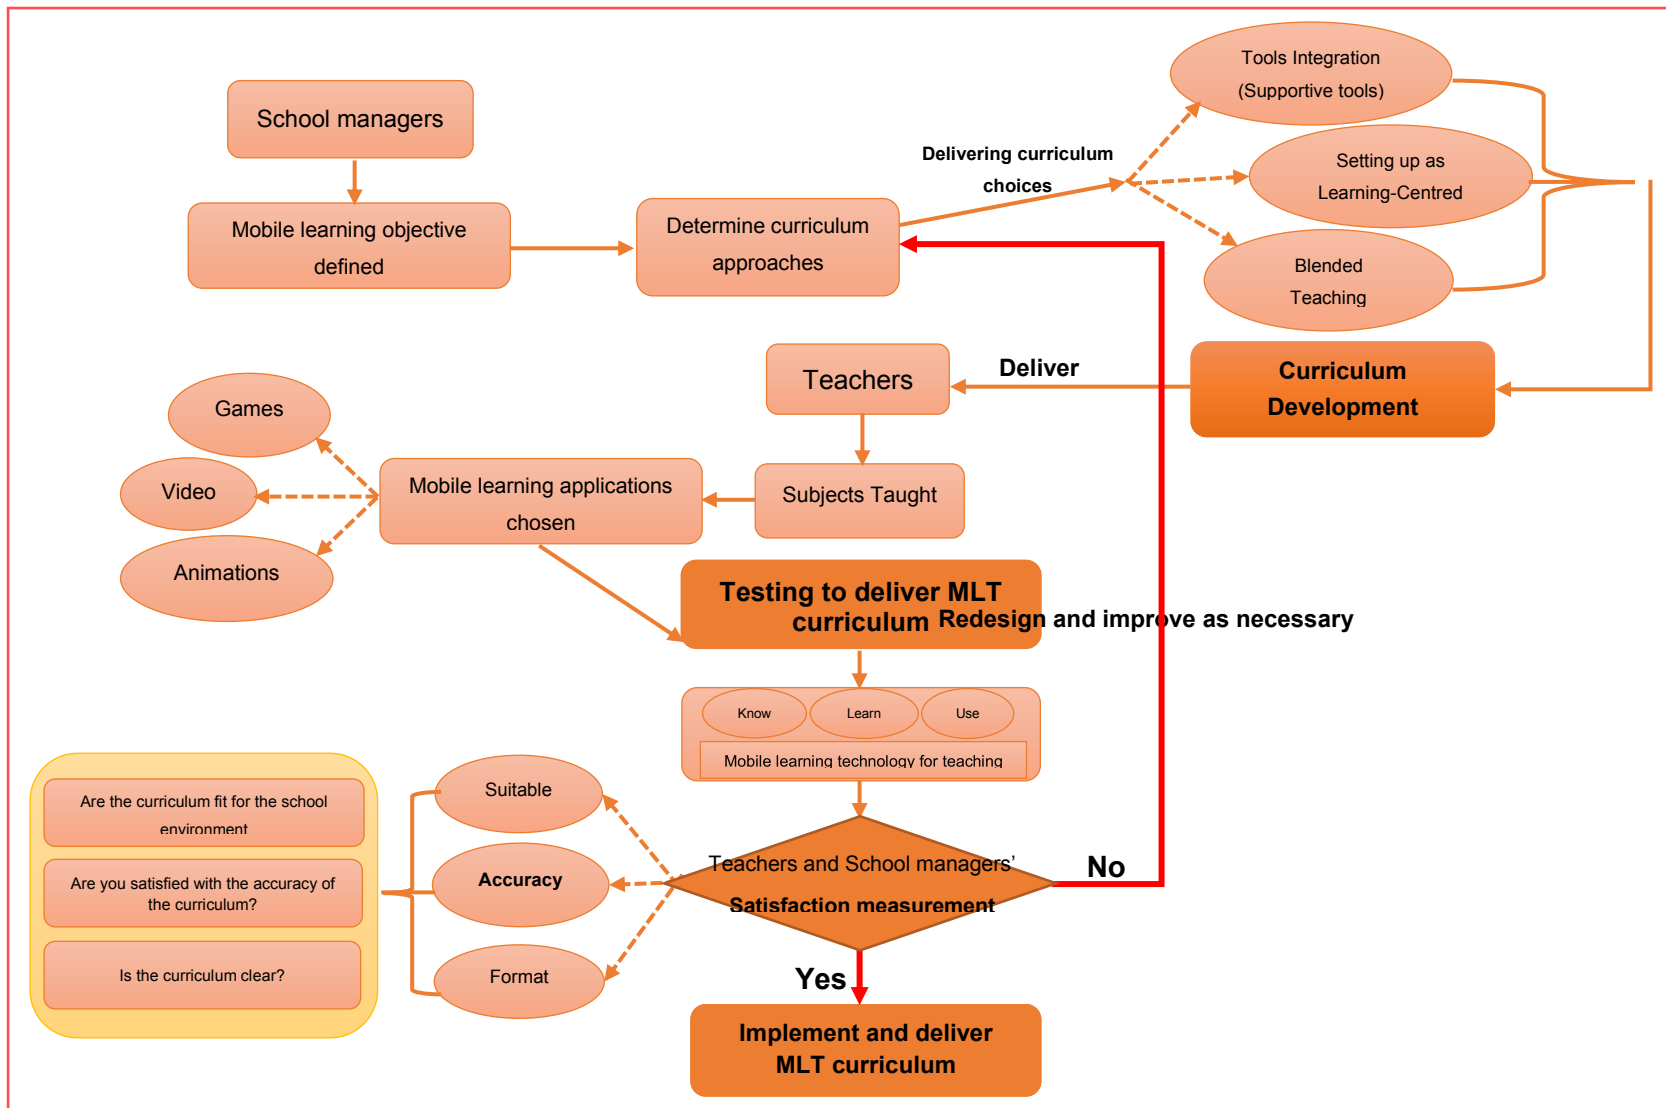 School managers
Mobile learning objective
defined
Determine curriculum
approaches
Delivering curriculum
choices
Tools Integration
(Supportive tools)
Setting up as
Learning-Centred
Blended
Teaching
Curriculum
Development
Deliver
Teachers
Subjects Taught
Mobile learning applications
chosen
Games
Video
Animations
Testing to deliver MLT
curriculum
Redesign and improve as necessary
Know
Learn
Use
Mobile learning technology for teaching
Teachers and School managers’
Satisfaction measurement
No
Yes
Suitable
Accuracy
Format
Are the curriculum fit for the school
environment
Are you satisfied with the accuracy of
the curriculum?
Is the curriculum clear?
Implement and deliver
MLT curriculum